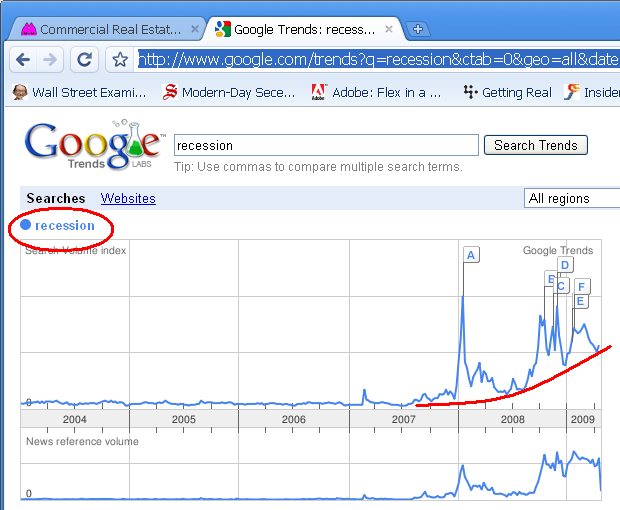 Commercial Real Estat...
Google Trends: recess...
http://www.google.com/trends?q=recession&ctab=0&geo=all&date
Wall Street Exami...
Modern-Day Sece...
Adobe: Flex in a ...
Getting Real
Insider
Google™
Trends LABS
recession
Search Trends
Tip: Use commas to compare multiple search terms.
Searches Websites
All regions
recession
Search Volume index
Google Trends
A
D
B
C
F
E
0
2004 2005 2006 2007 2008 2009
News reference volume
0